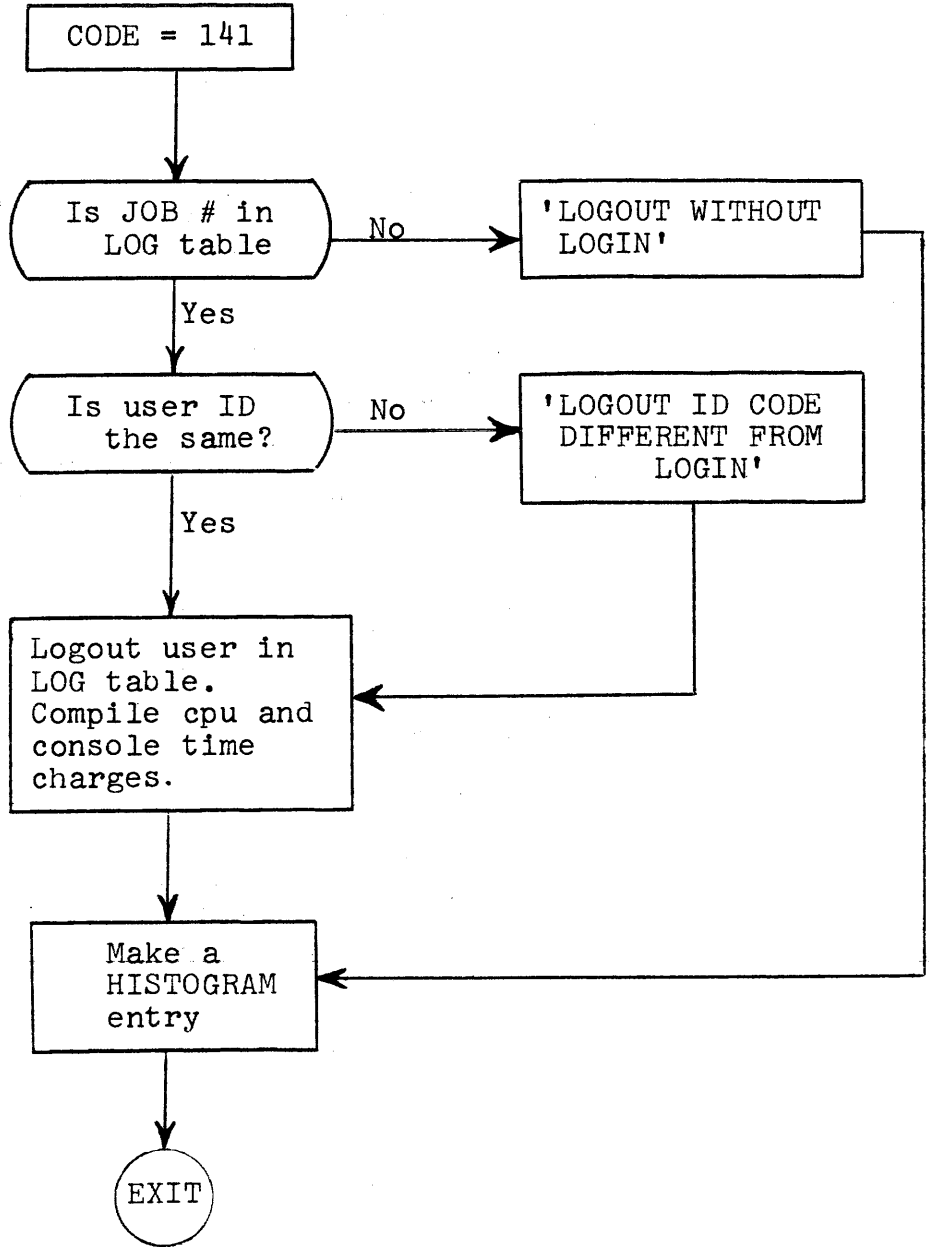 CODE = 141
Is JOB # in
LOG table
No
'LOGOUT WITHOUT
LOGIN'
Yes
Is user ID
the same?
No
'LOGOUT ID CODE
DIFFERENT FROM
LOGIN'
Yes
Logout user in
LOG table.
Compile cpu and
console time
charges.
Make a
HISTOGRAM
entry
EXIT